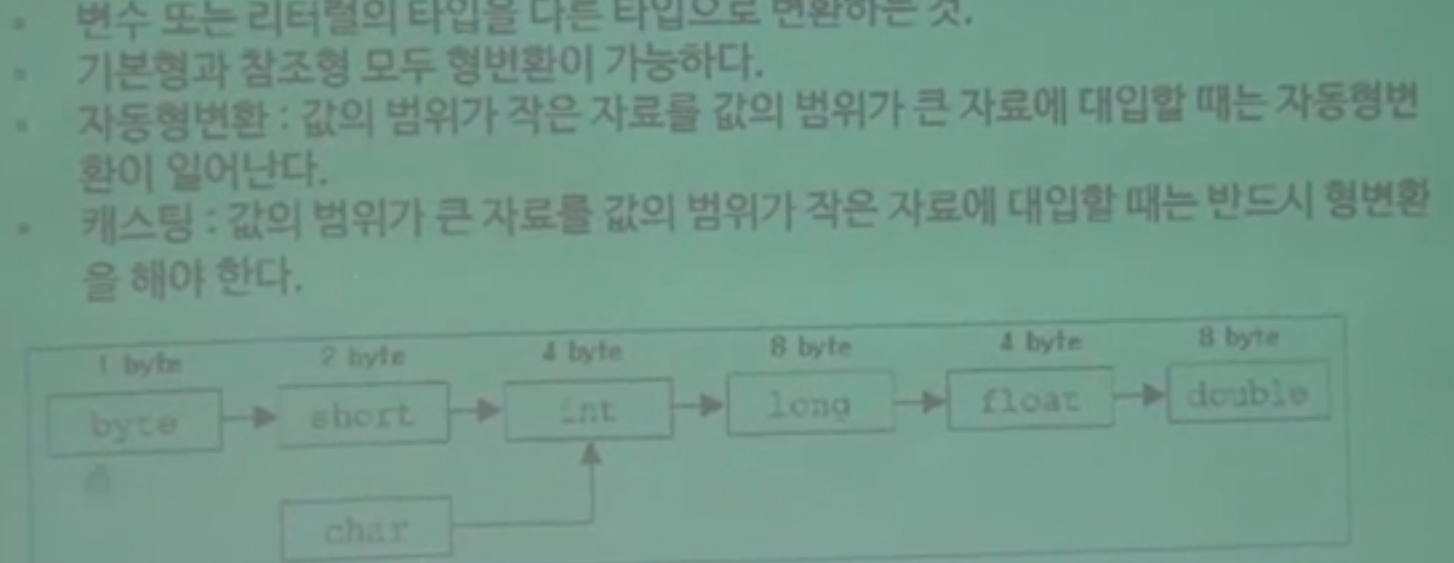 변수 또는 리터럴의 타입을 다른 타입으로 변환하는 것.
기본형과 참조형 모두 형변환이 가능하다.
자동형변환 : 값의 범위가 작은 자료를 값의 범위가 큰 자료에 대입할 때는 자동형변
환이 일어난다.
캐스팅 : 값의 범위가 큰 자료를 값의 범위가 작은 자료에 대입할 때는 반드시 형변환
을 해야 한다.
1 byte 2 byte 4 byte 8 byte 4 byte 8 byte
byte short int long float double
char